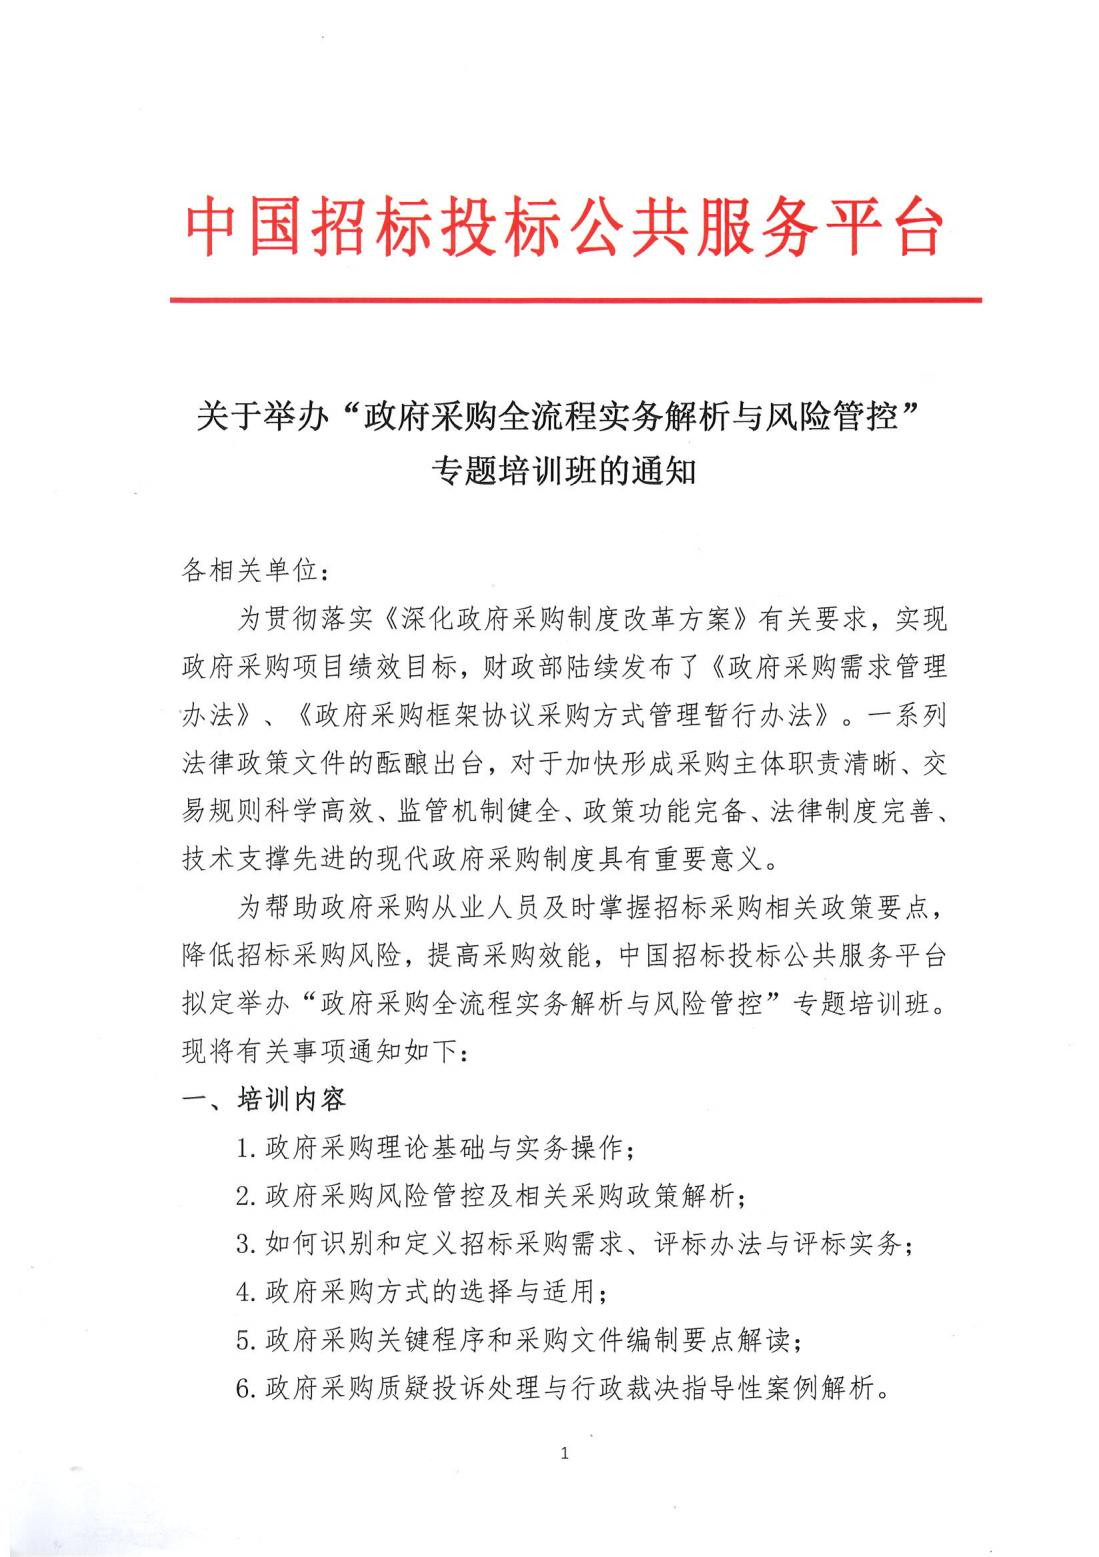 中国招标投标公共服务平台
关于举办“政府采购全流程实务解析与风险管控”
专题培训班的通知
各相关单位：
为贯彻落实《深化政府采购制度改革方案》有关要求，实现
政府采购项目绩效目标，财政部陆续发布了《政府采购需求管理
办法》、《政府采购框架协议采购方式管理暂行办法》。一系列
法律政策文件的酝酿出台，对于加快形成采购主体职责清晰、交
易规则科学高效、监管机制健全、政策功能完备、法律制度完善、
技术支撑先进的现代政府采购制度具有重要意义。
为帮助政府采购从业人员及时掌握招标采购相关政策要点，
降低招标采购风险，提高采购效能，中国招标投标公共服务平台
拟定举办“政府采购全流程实务解析与风险管控”专题培训班。
现将有关事项通知如下：
一、培训内容
1.政府采购理论基础与实务操作；
2.政府采购风险管控及相关采购政策解析；
3.如何识别和定义招标采购需求、评标办法与评标实务；
4.政府采购方式的选择与适用；
5.政府采购关键程序和采购文件编制要点解读；
6.政府采购质疑投诉处理与行政裁决指导性案例解析。
1